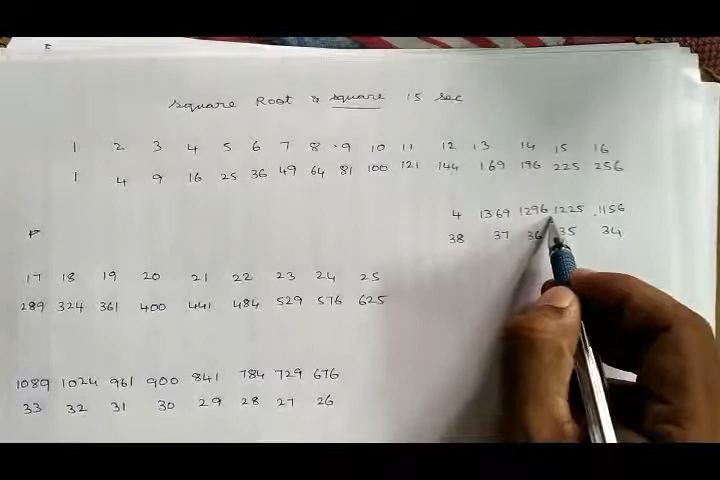 square Root & square 15 sec
1 2 3 4 5 6 7 8 9 10 11 12 13 14 15 16
1 4 9 16 25 36 49 64 81 100 121 144 169 196 225 256
4 1369 1296 1225 1156
38 37 36 35 34
17 18 19 20 21 22 23 24 25
289 324 361 400 441 484 529 576 625
1089 1024 961 900 841 784 729 676
33 32 31 30 29 28 27 26